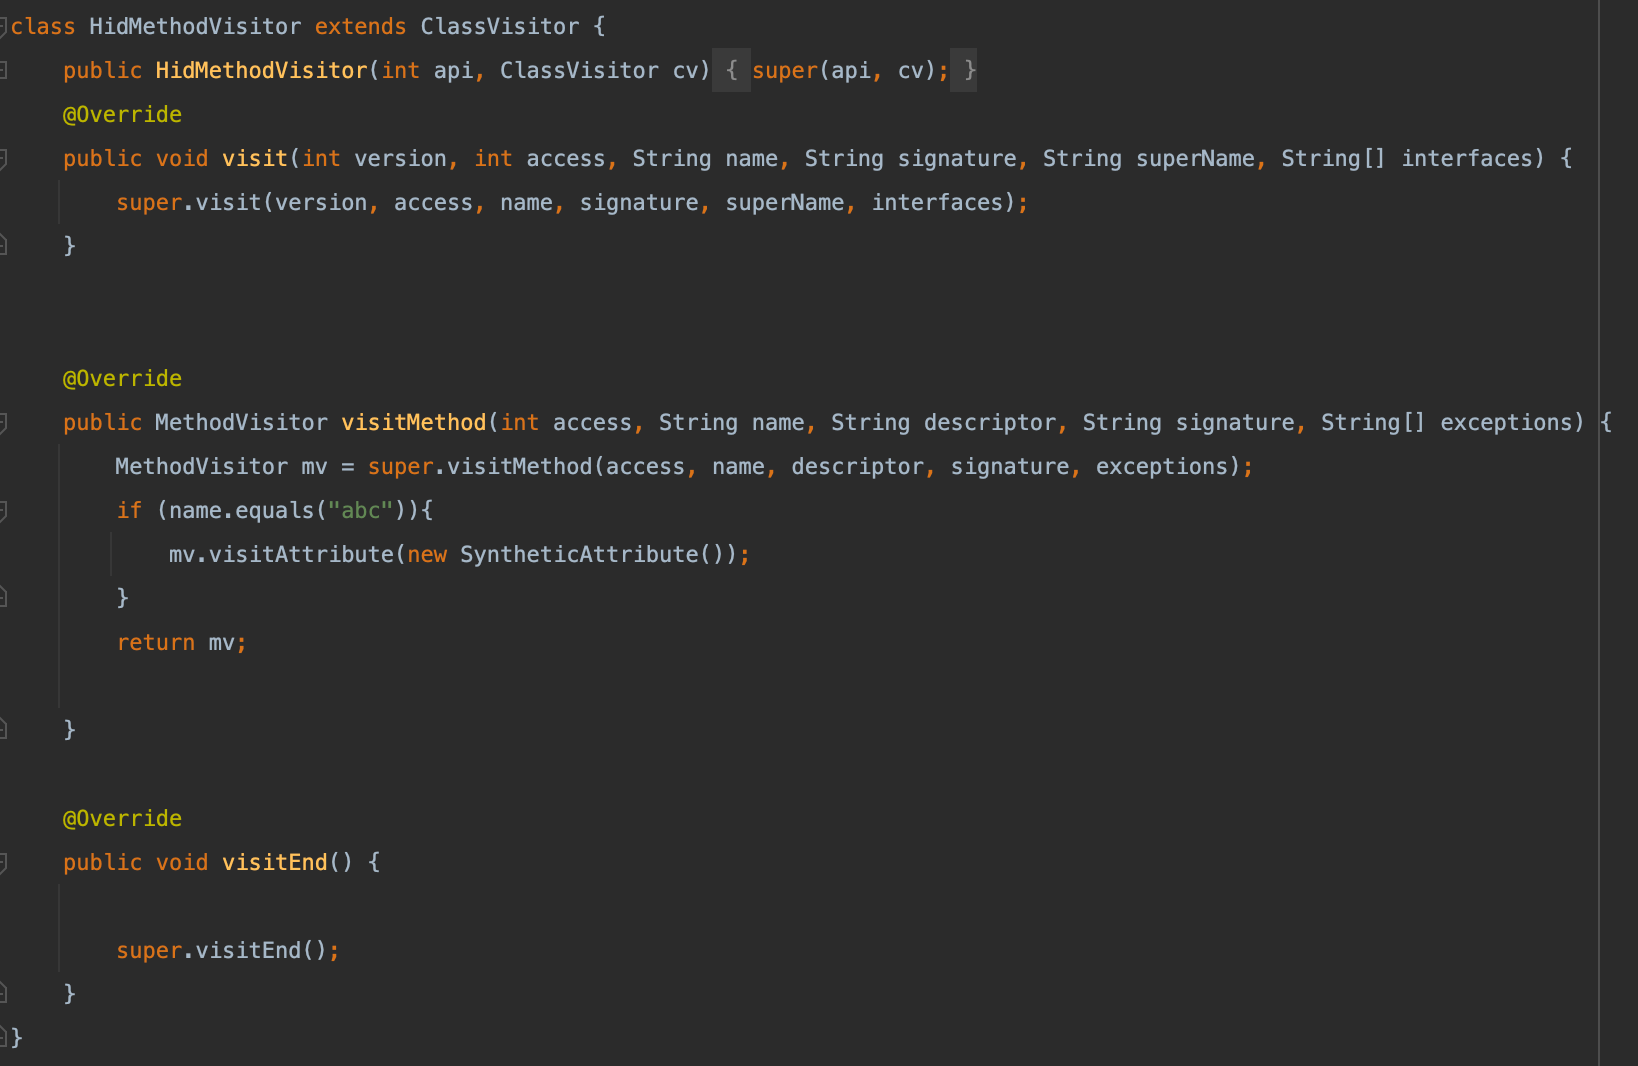 class HidMethodVisitor extends ClassVisitor {
    public HidMethodVisitor(int api, ClassVisitor cv) { super(api, cv); }
    @Override
    public void visit(int version, int access, String name, String signature, String superName, String[] interfaces) {
        super.visit(version, access, name, signature, superName, interfaces);
    }
    @Override
    public MethodVisitor visitMethod(int access, String name, String descriptor, String signature, String[] exceptions) {
        MethodVisitor mv = super.visitMethod(access, name, descriptor, signature, exceptions);
        if (name.equals("abc")){
            mv.visitAttribute(new SyntheticAttribute());
        }
        return mv;
    }
    @Override
    public void visitEnd() {
        super.visitEnd();
    }
}